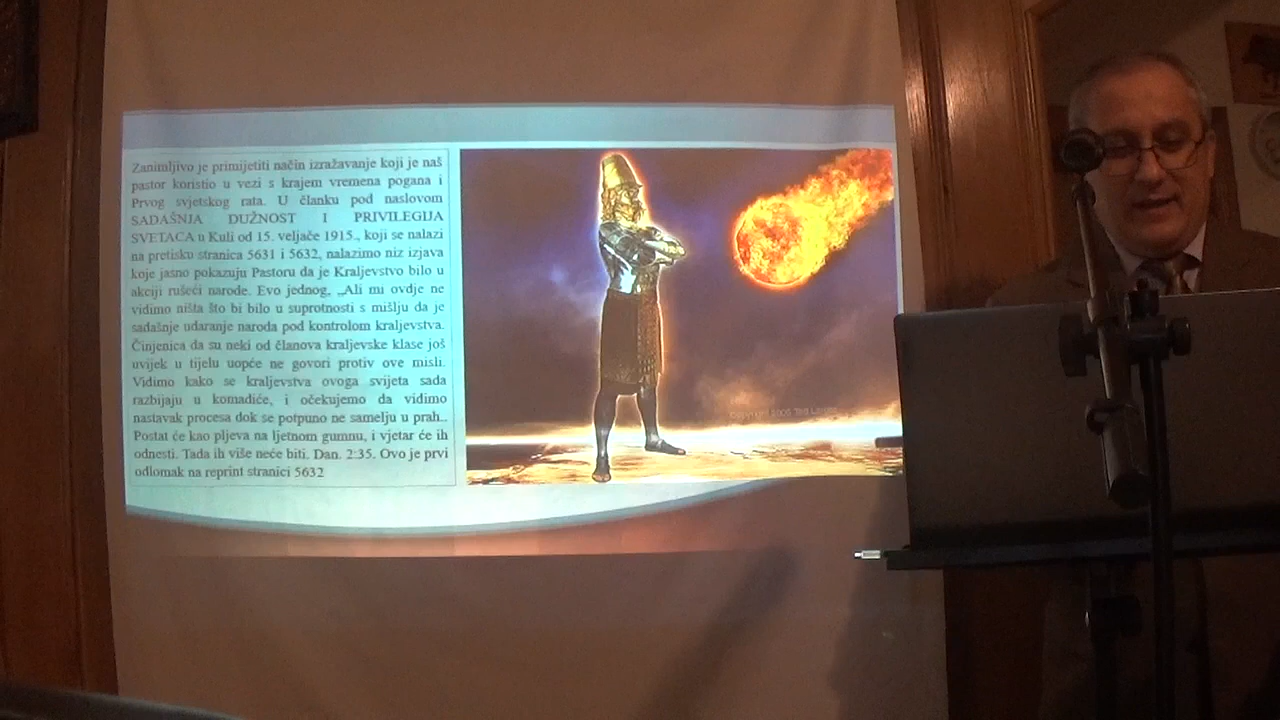 Zanimljivo je primijetiti način izražavanje koji je naš
pastor koristio u vezi s krajem vremena pogana i
Prvog svjetskog rata. U članku pod naslovom
SADAŠNJA DUŽNOST I PRIVILEGIJA
SVETACA u Kuli od 15. veljače 1915., koji se nalazi
na pretisku stranica 5631 i 5632, nalazimo niz izjava
koje jasno pokazuju Pastoru da je Kraljevstvo bilo u
akciji rušeći narode. Evo jednog, „Ali mi ovdje ne
vidimo ništa što bi bilo u suprotnosti s mišlju da je
sadašnje udaranje naroda pod kontrolom kraljevstva.
Činjenica da su neki od članova kraljevske klase još
uvijek u tijelu uopće ne govori protiv ove misli.
Vidimo kako se kraljevstva ovoga svijeta sada
razbijaju u komadiće, i očekujemo da vidimo
nastavak procesa dok se potpuno ne samelju u prah..
Postat će kao pljeva na ljetnom gumnu, i vjetar će ih
odnesti. Tada ih više neće biti. Dan. 2:35. Ovo je prvi
odlomak na reprint stranici 5632
Copyright 2005 Ted Larson